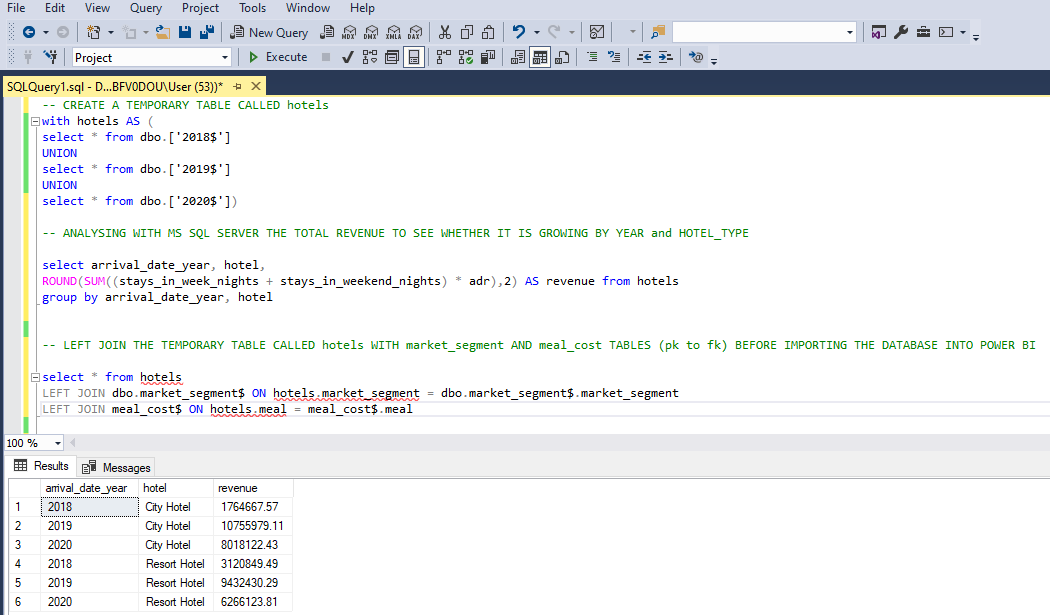 File Edit View Query Project Tools Window Help
New Query MDX DMX XMLA DAX
Project Execute
SQLQuery1.sql - D...BFV0DOU\User (53))*
-- CREATE A TEMPORARY TABLE CALLED hotels
with hotels AS (
select * from dbo.['2018$']
UNION
select * from dbo.['2019$']
UNION
select * from dbo.['2020$'])
-- ANALYSING WITH MS SQL SERVER THE TOTAL REVENUE TO SEE WHETHER IT IS GROWING BY YEAR and HOTEL_TYPE
select arrival_date_year, hotel,
ROUND(SUM((stays_in_week_nights + stays_in_weekend_nights) * adr),2) AS revenue from hotels
group by arrival_date_year, hotel
-- LEFT JOIN THE TEMPORARY TABLE CALLED hotels WITH market_segment AND meal_cost TABLES (pk to fk) BEFORE IMPORTING THE DATABASE INTO POWER BI
select * from hotels
LEFT JOIN dbo.market_segment$ ON hotels.market_segment = dbo.market_segment$.market_segment
LEFT JOIN meal_cost$ ON hotels.meal = meal_cost$.meal
100 %
Results Messages
arrival_date_year hotel revenue
1 2018 City Hotel 1764667.57
2 2019 City Hotel 10755979.11
3 2020 City Hotel 8018122.43
4 2018 Resort Hotel 3120849.49
5 2019 Resort Hotel 9432430.29
6 2020 Resort Hotel 6266123.81